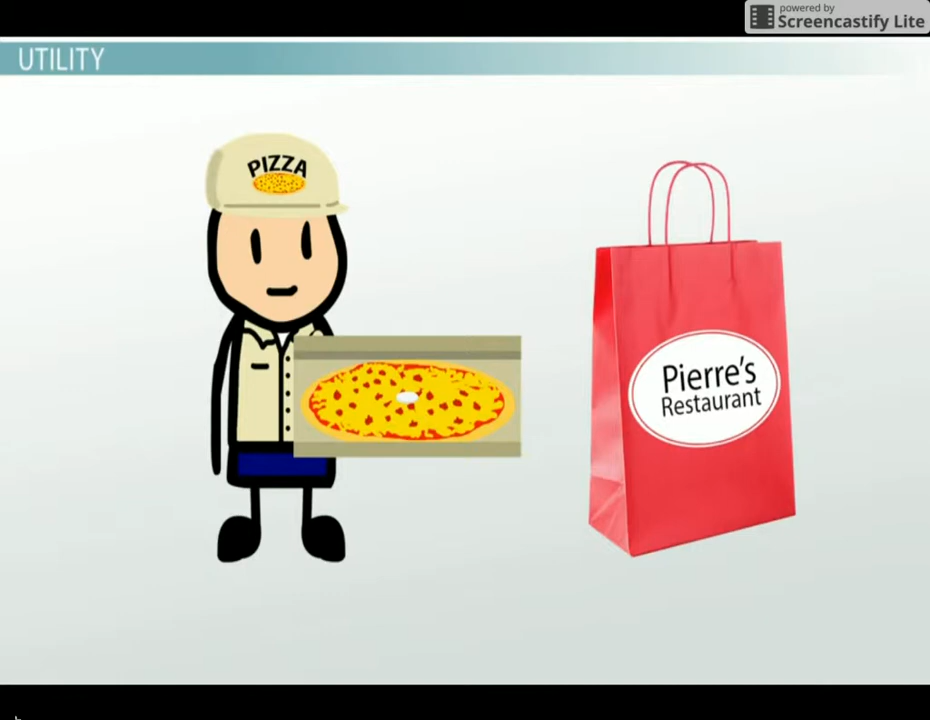 powered by
Screencastify Lite
UTILITY
PIZZA
Pierre's
Restaurant